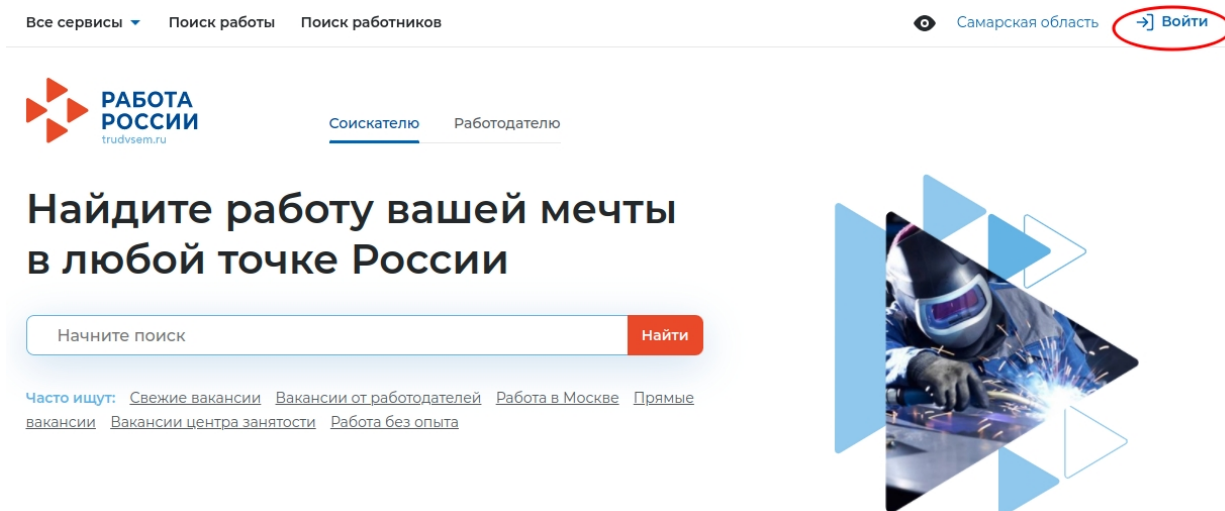 Все сервисы Поиск работы Поиск работников Самарская область Войти
РАБОТА
РОССИИ
trudvsem.ru
Соискателю Работодателю
Найдите работу вашей мечты
в любой точке России
Начните поиск Найти
Часто ищут: Свежие вакансии Вакансии от работодателей Работа в Москве Прямые
вакансии Вакансии центра занятости Работа без опыта